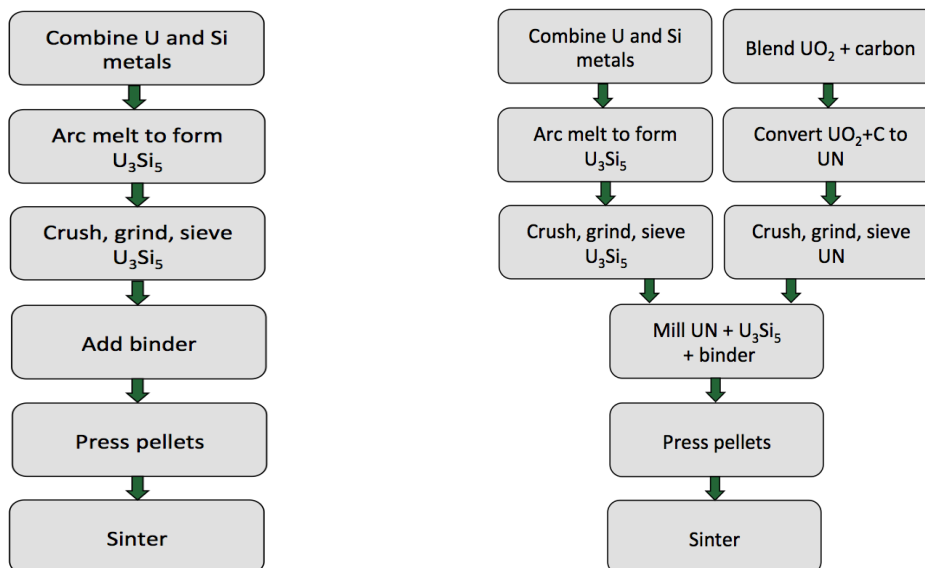 Combine U and Si
metals
Arc melt to form
U₃Si₅
Crush, grind, sieve
U₃Si₅
Add binder
Press pellets
Sinter
Combine U and Si
metals
Arc melt to form
U₃Si₅
Crush, grind, sieve
U₃Si₅
Blend UO₂ + carbon
Convert UO₂+C to
UN
Crush, grind, sieve
UN
Mill UN + U₃Si₅
+ binder
Press pellets
Sinter